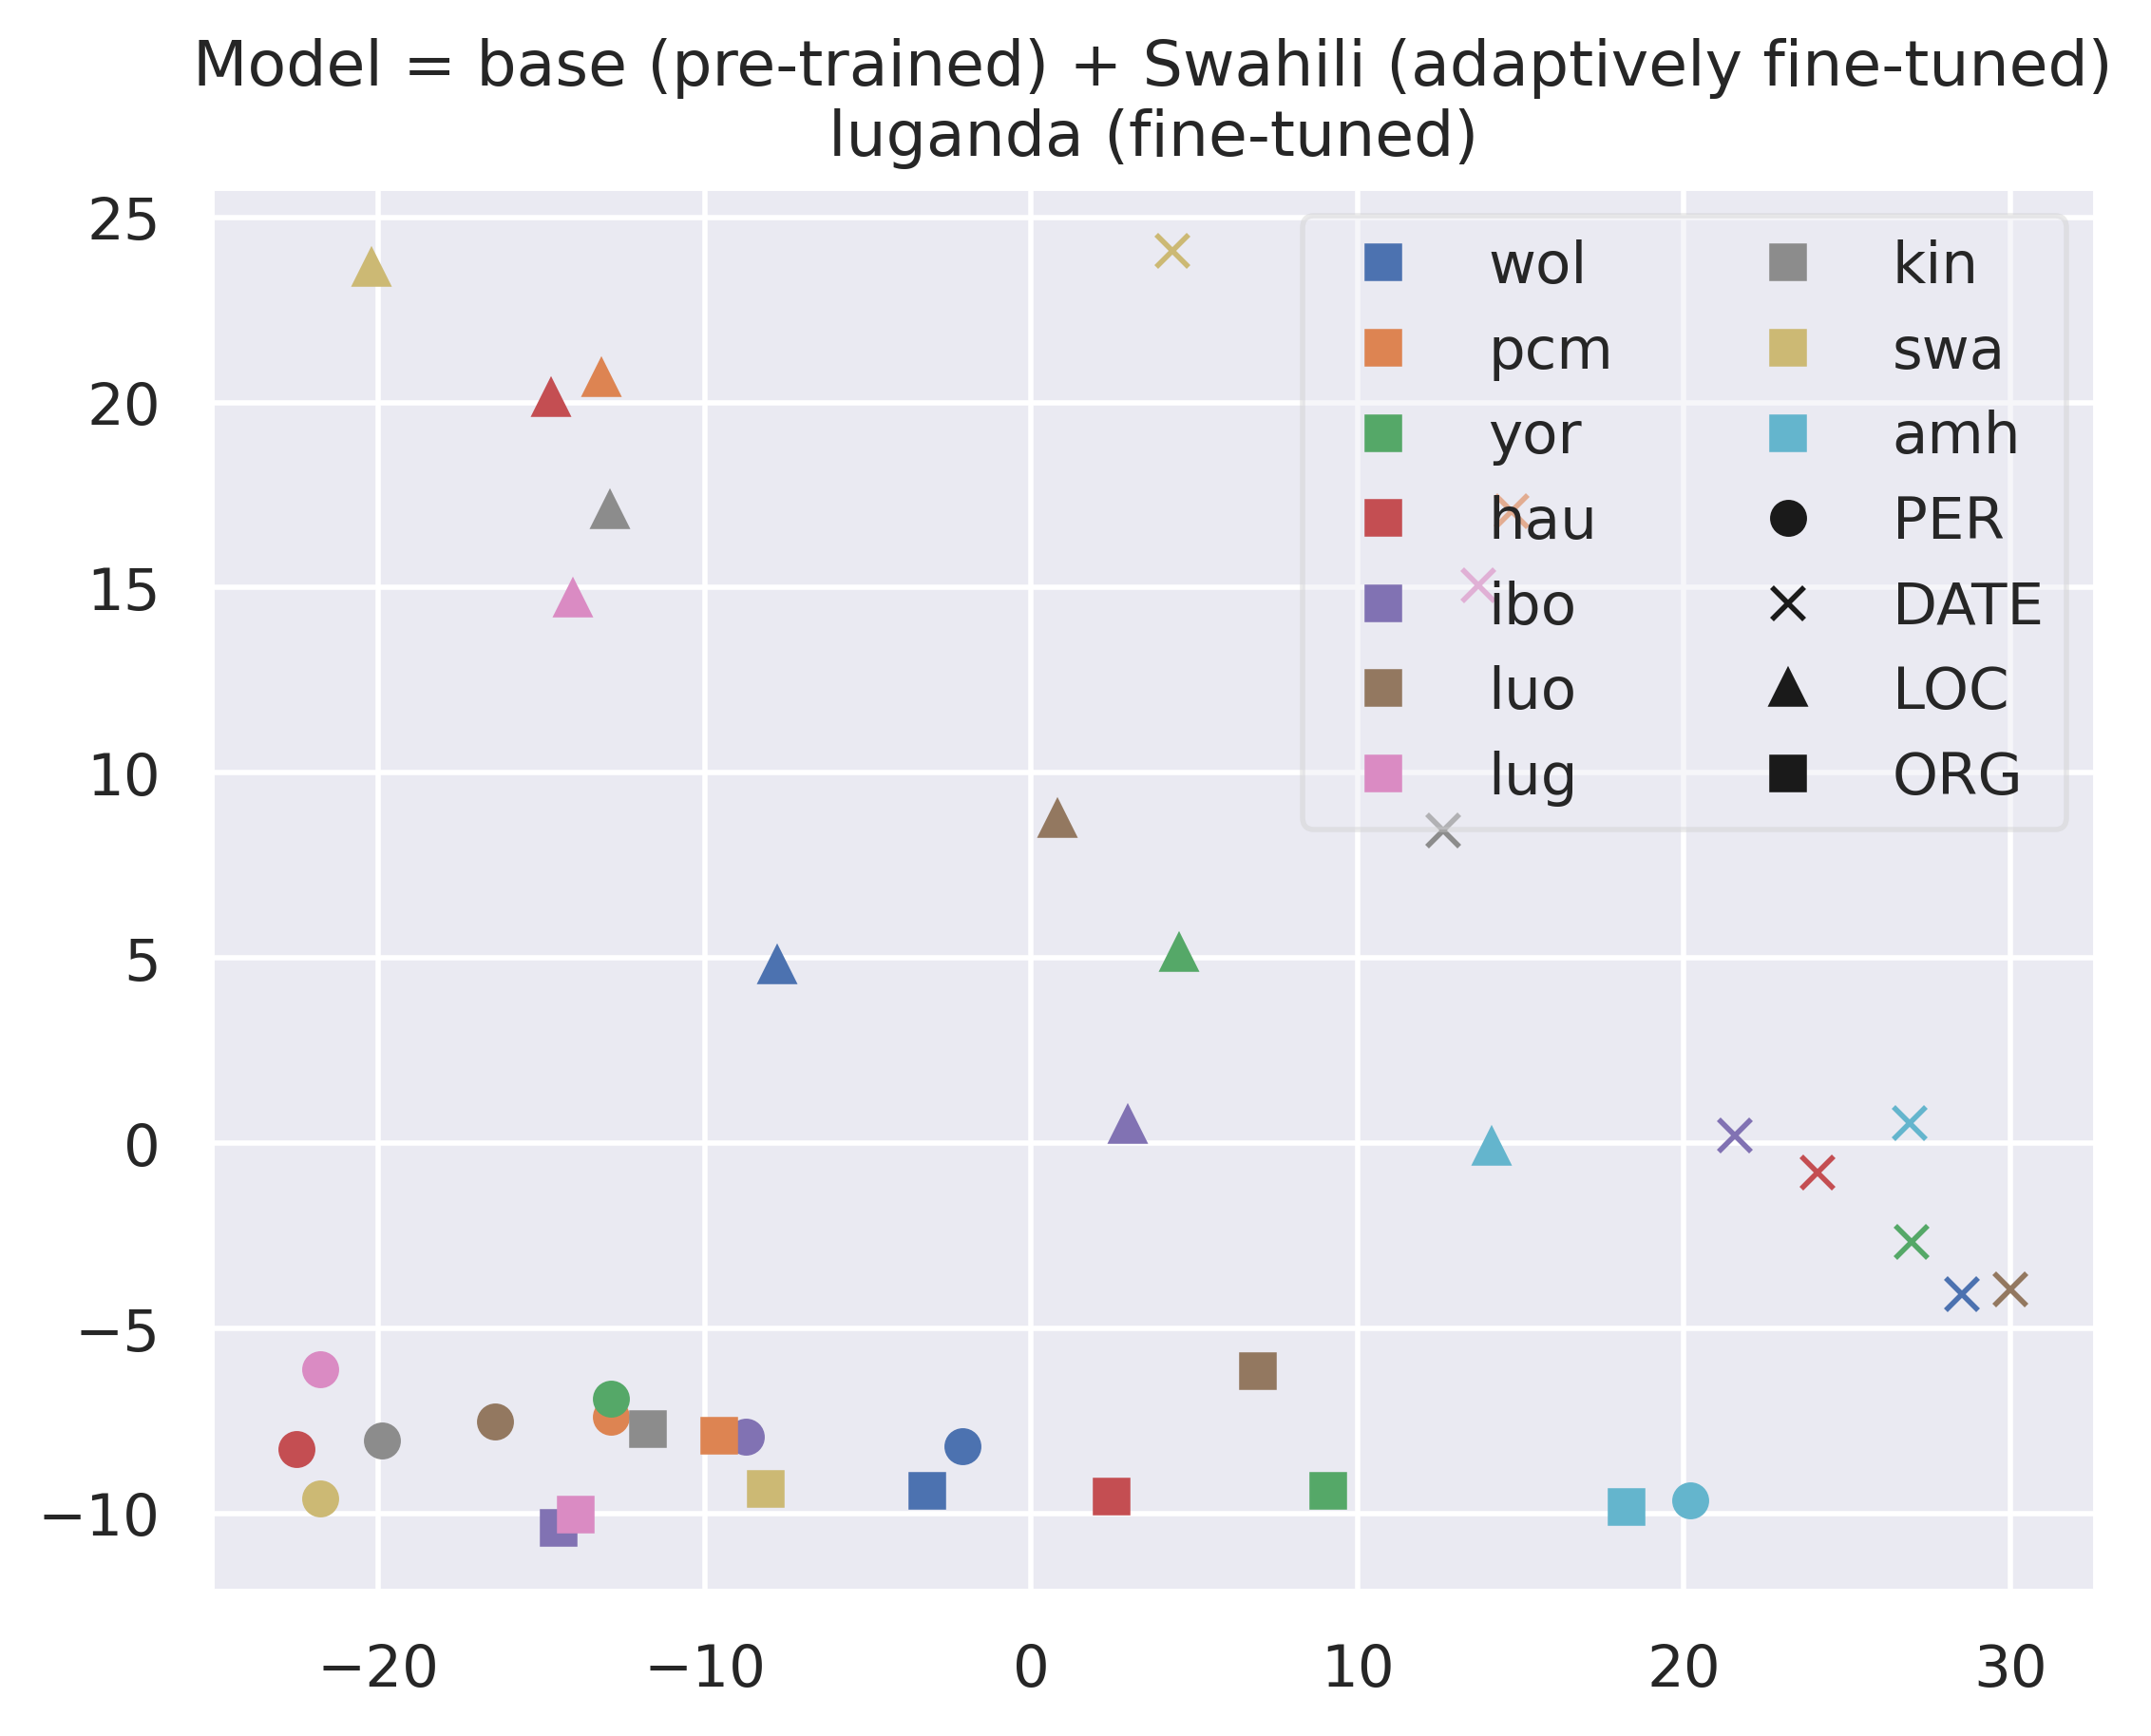 Model = base (pre-trained) + Swahili (adaptively fine-tuned)
luganda (fine-tuned)
25
20
15
10
5
0
−5
−10
−20
−10
0
10
20
30
wol
pcm
yor
hau
ibo
luo
lug
kin
swa
amh
PER
DATE
LOC
ORG